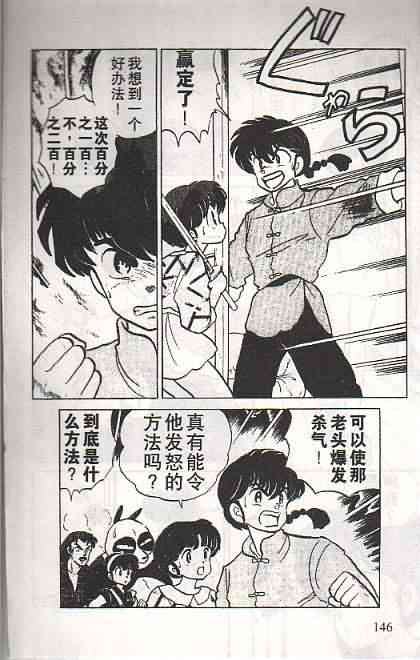 ぐわら
赢定了！
我想到一个
好办法！
这次百分
之一百…
不，百分
之二百！
可以使那
老头爆发
杀气！
真有能令
他发怒的
方法吗？
到底是什
么方法？
146